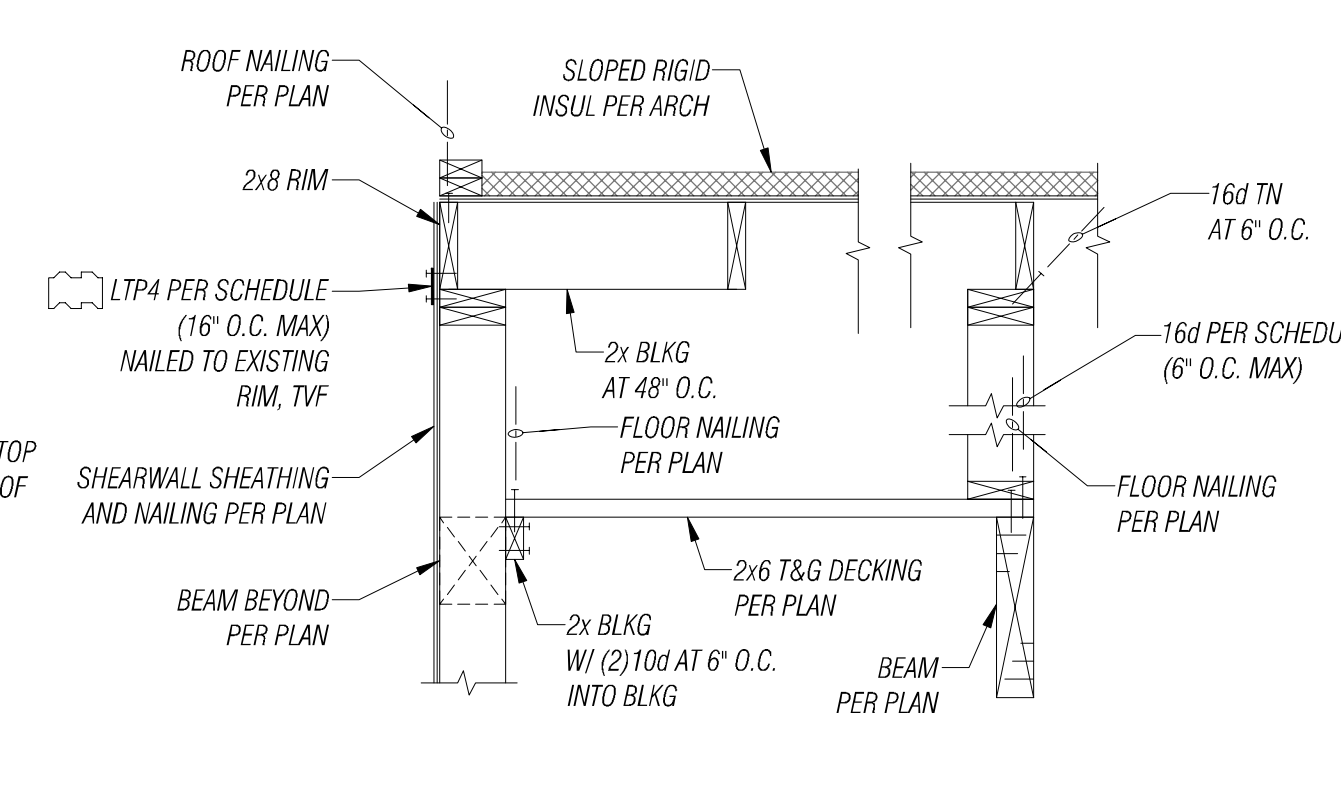 ROOF NAILING
PER PLAN
SLOPED RIGID
INSUL PER ARCH
2x8 RIM
16d TN
AT 6" O.C.
LTP4 PER SCHEDULE
(16" O.C. MAX)
NAILED TO EXISTING
RIM, TVF
16d PER SCHEDU
(6" O.C. MAX)
2x BLKG
AT 48" O.C.
FLOOR NAILING
PER PLAN
TOP
OF
SHEARWALL SHEATHING
AND NAILING PER PLAN
FLOOR NAILING
PER PLAN
2x6 T&G DECKING
PER PLAN
BEAM BEYOND
PER PLAN
2x BLKG
W/ (2)10d AT 6" O.C.
INTO BLKG
BEAM
PER PLAN